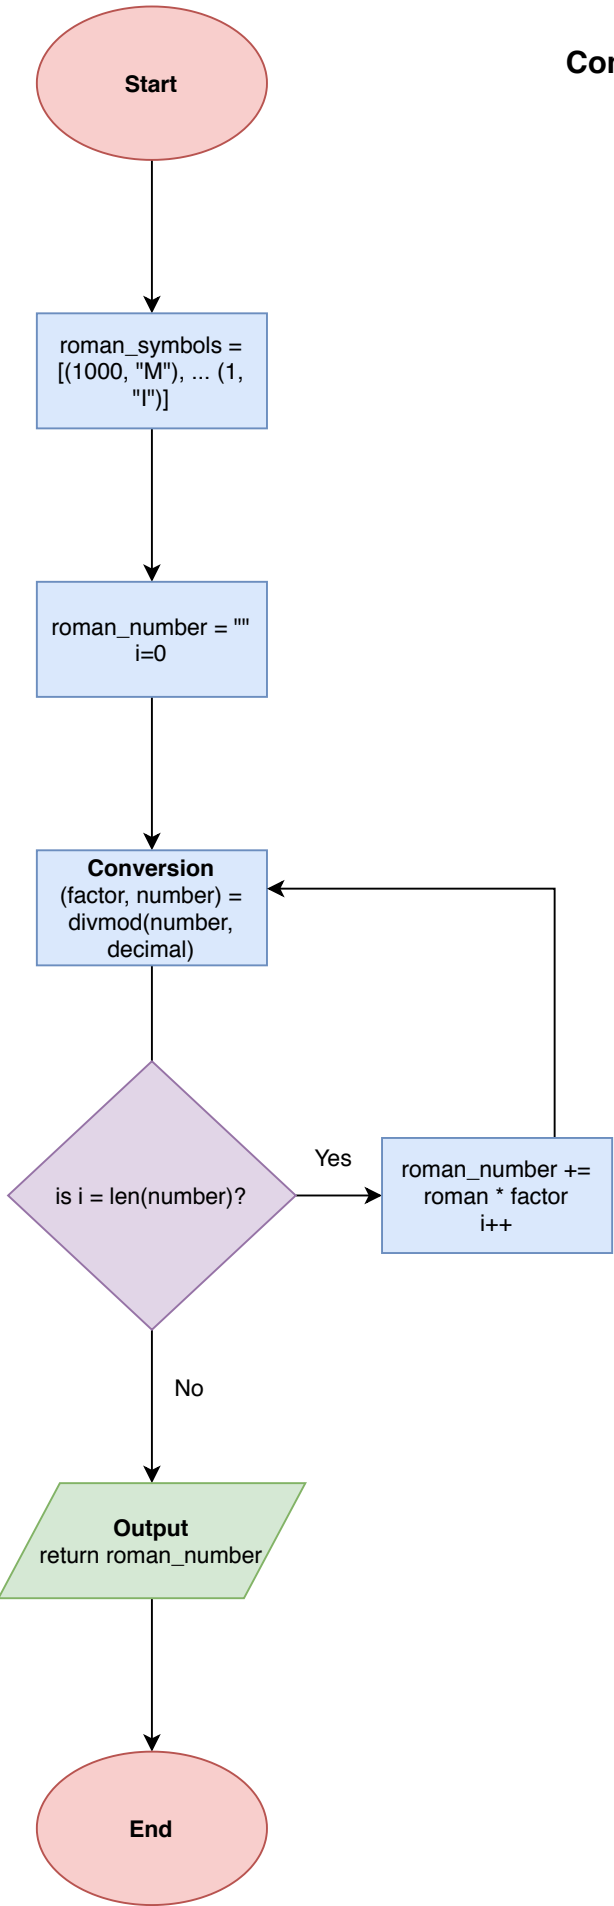 Start
roman_symbols =
[(1000, "M"), ... (1,
"I")]
roman_number = ""
i=0
Conversion
(factor, number) =
divmod(number,
decimal)
is i = len(number)?
Yes
roman_number +=
roman * factor
i++
No
Output
return roman_number
End